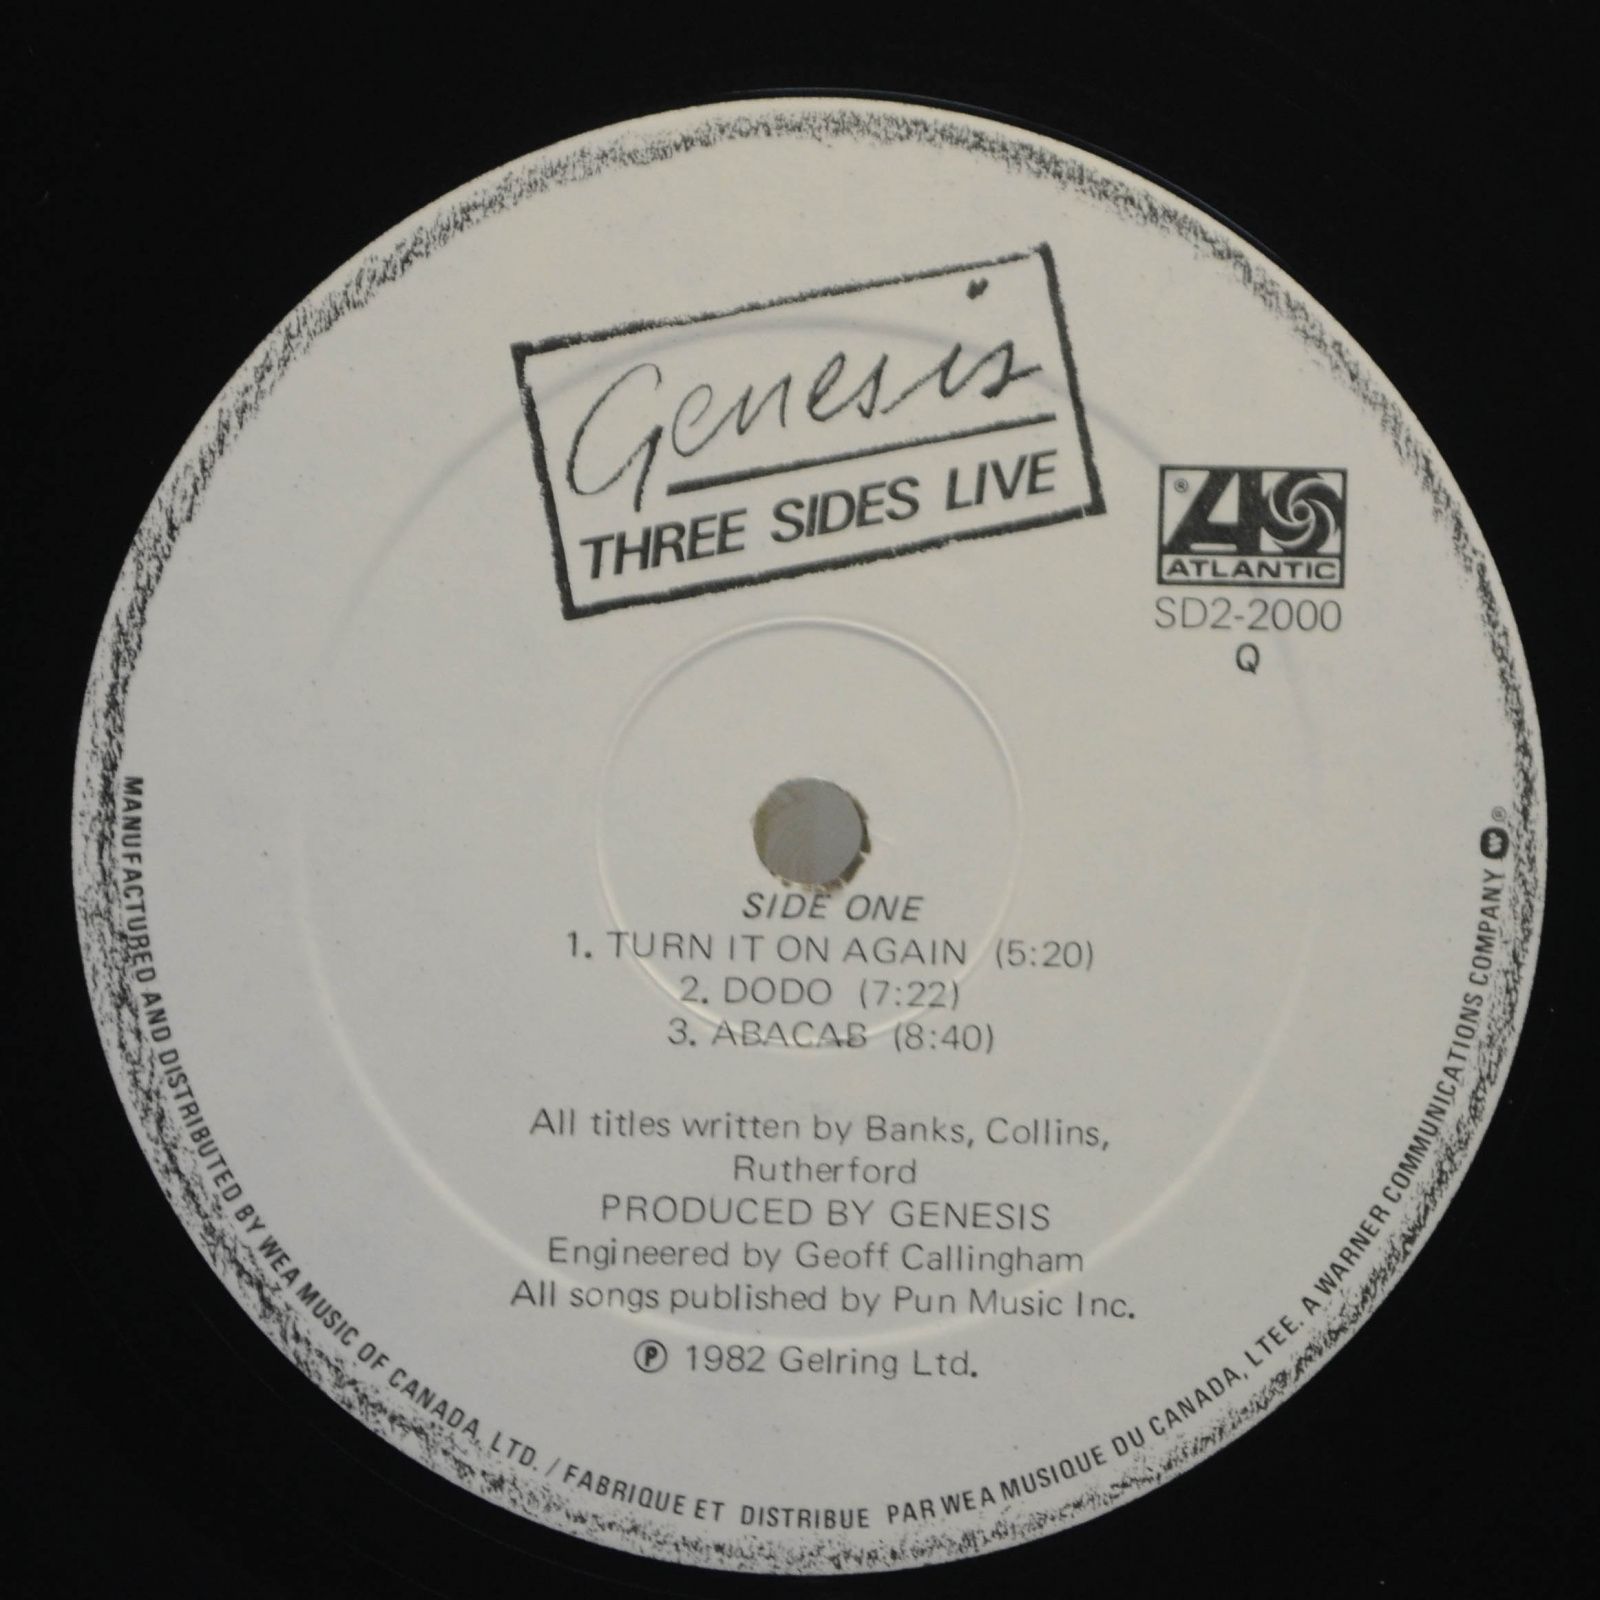 Genesis
THREE SIDES LIVE
®
ATLANTIC
SD2-2000
Q
SIDE ONE
1. TURN IT ON AGAIN (5:20)
2. DODO (7:22)
3. ABACAB (8:40)
All titles written by Banks, Collins,
Rutherford
PRODUCED BY GENESIS
Engineered by Geoff Callingham
All songs published by Pun Music Inc.
℗ 1982 Gelring Ltd.
MANUFACTURED AND DISTRIBUTED BY WEA MUSIC OF CANADA, LTD. / FABRIQUE ET DISTRIBUE PAR WEA MUSIQUE DU CANADA, LTEE. A WARNER COMMUNICATIONS COMPANY ®